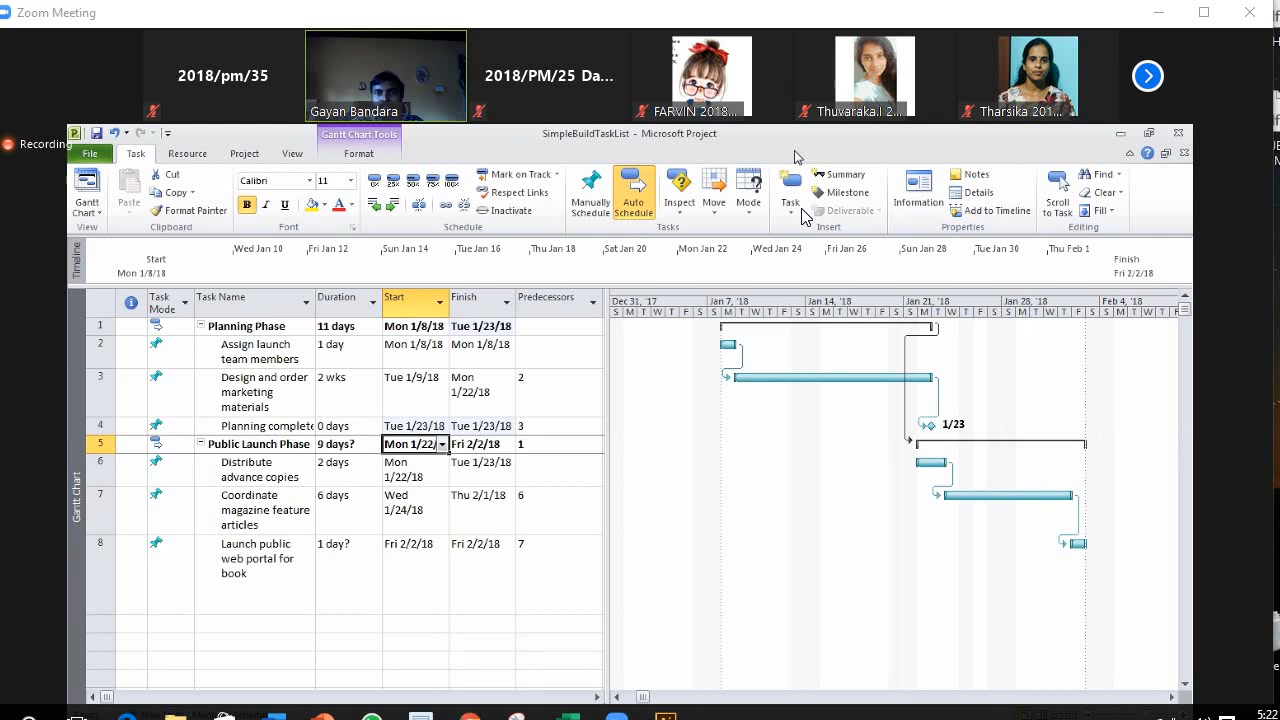 Zoom Meeting
2018/pm/35
2018/PM/25 Da...
Gayan Bandara
FARVIN 2018...
Thuvaraka.I 2...
Tharsika 201...
Recording
Gantt Chart Tools
SimpleBuildTaskList - Microsoft Project
File Task Resource Project View Format
Gantt Chart
View
Paste
Cut
Copy
Format Painter
Clipboard
Calibri 11
B I U
Font
0% 25% 50% 75% 100%
Mark on Track
Respect Links
Inactivate
Schedule
Manually Schedule
Auto Schedule
Inspect
Move
Mode
Tasks
Task
Summary
Milestone
Deliverable
Insert
Information
Notes
Details
Add to Timeline
Properties
Scroll to Task
Find
Clear
Fill
Editing
Timeline
Wed Jan 10 Fri Jan 12 Sun Jan 14 Tue Jan 16 Thu Jan 18 Sat Jan 20 Mon Jan 22 Wed Jan 24 Fri Jan 26 Sun Jan 28 Tue Jan 30 Thu Feb 1
Start
Mon 1/8/18
Finish
Fri 2/2/18
Task Mode Task Name Duration Start Finish Predecessors
Dec 31, '17 Jan 7, '18 Jan 14, '18 Jan 21, '18 Jan 28, '18 Feb 4, '18
S M T W T F S S M T W T F S S M T W T F S S M T W T F S S M T W T F S S M T W T F
1 Planning Phase 11 days Mon 1/8/18 Tue 1/23/18
2 Assign launch team members 1 day Mon 1/8/18 Mon 1/8/18
3 Design and order marketing materials 2 wks Tue 1/9/18 Mon 1/22/18 2
4 Planning complete 0 days Tue 1/23/18 Tue 1/23/18 3
1/23
5 Public Launch Phase 9 days? Mon 1/22/ Fri 2/2/18 1
6 Distribute advance copies 2 days Mon 1/22/18 Tue 1/23/18
7 Coordinate magazine feature articles 6 days Wed 1/24/18 Thu 2/1/18 6
8 Launch public web portal for book 1 day? Fri 2/2/18 Fri 2/2/18 7
Gantt Chart
5:22